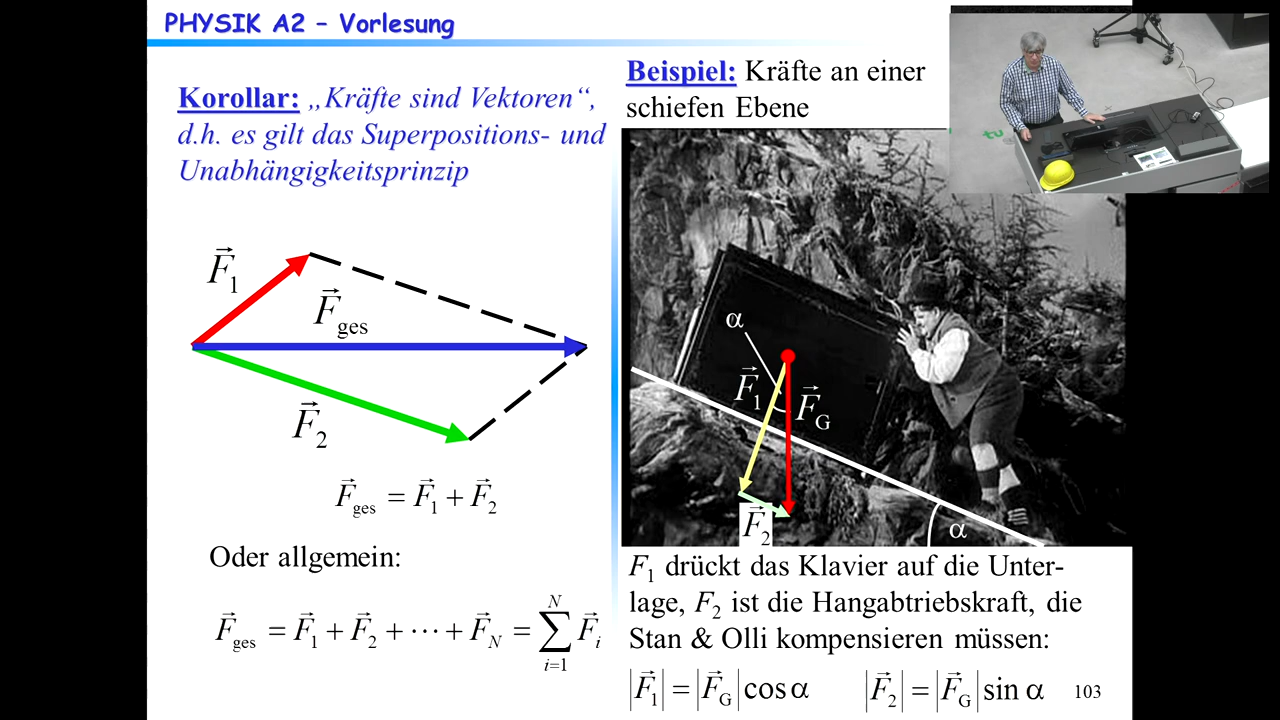 PHYSIK A2 – Vorlesung
Korollar: „Kräfte sind Vektoren“,
d.h. es gilt das Superpositions- und
Unabhängigkeitsprinzip
F⃗₁
F⃗ges
F⃗₂
F⃗ges = F⃗₁ + F⃗₂
Oder allgemein:
F⃗ges = F⃗₁ + F⃗₂ + ⋯ + F⃗N = ∑ᵢ₌₁ᴺ F⃗ᵢ
Beispiel: Kräfte an einer
schiefen Ebene
α
F⃗₁
F⃗G
F⃗₂
α
F₁ drückt das Klavier auf die Unter-
lage, F₂ ist die Hangabtriebskraft, die
Stan & Olli kompensieren müssen:
|F⃗₁| = |F⃗G| cos α |F⃗₂| = |F⃗G| sin α
103